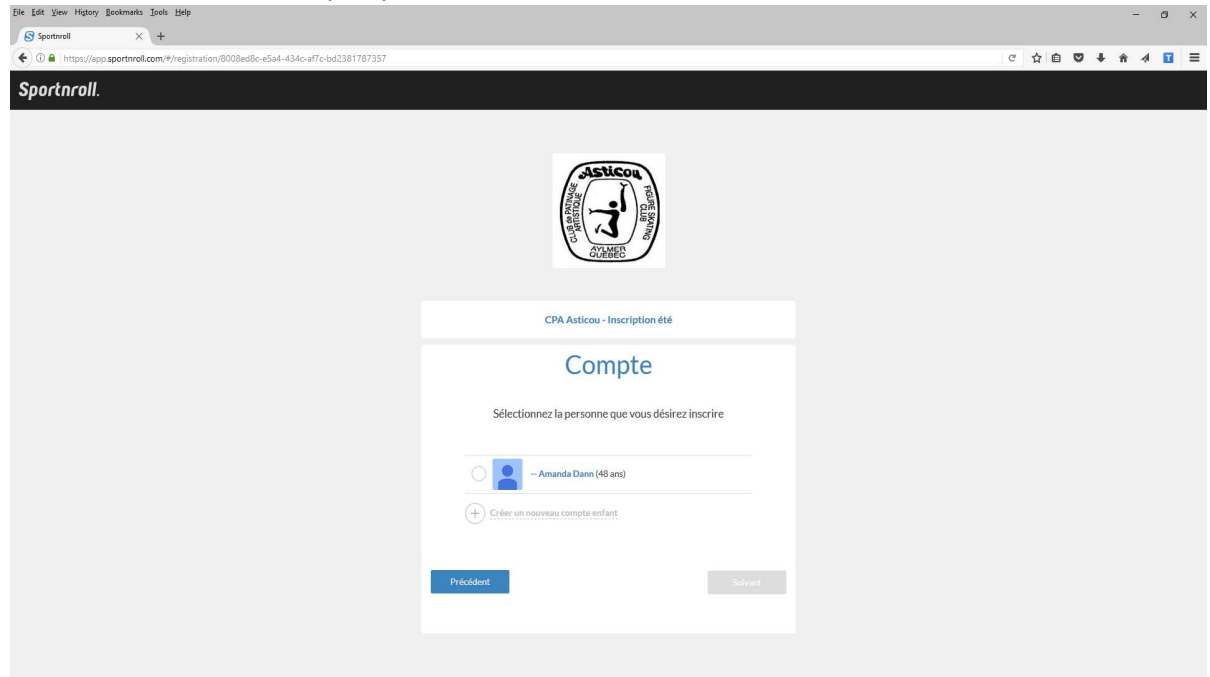 File Edit View History Bookmarks Tools Help
Sportnroll
https://app.sportnroll.com/#/registration/8008ed8c-e5a4-434c-af7c-bd2381787357
Sportnroll.
Asticou
CLUB de PATINAGE ARTISTIQUE
FIGURE SKATING CLUB
AYLMER
QUEBEC
CPA Asticou - Inscription été
Compte
Sélectionnez la personne que vous désirez inscrire
-- Amanda Dann (48 ans)
Créer un nouveau compte enfant
Précédent Suivant